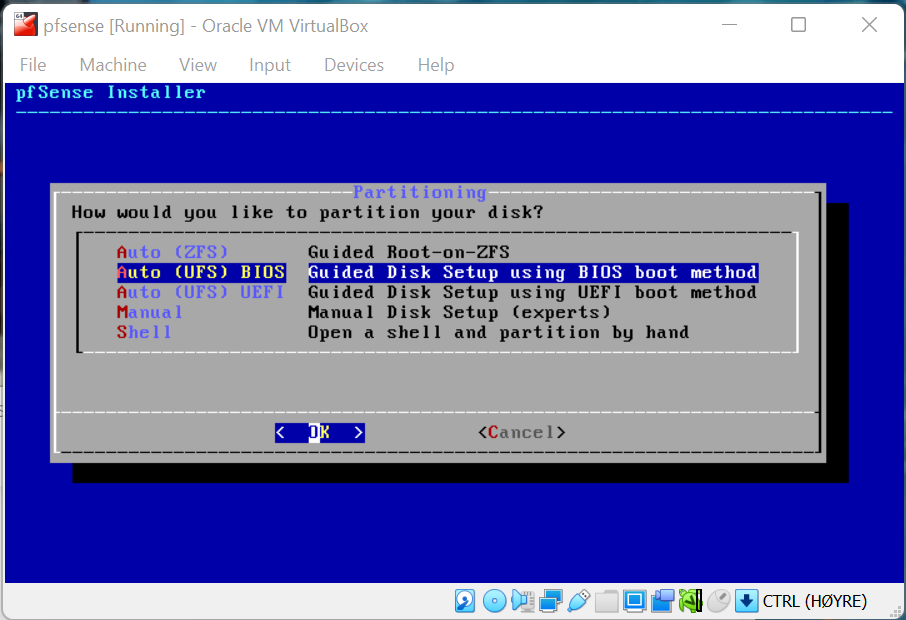 pfsense [Running] - Oracle VM VirtualBox
File Machine View Input Devices Help
pfSense Installer
Partitioning
How would you like to partition your disk?
Auto (ZFS) Guided Root-on-ZFS
Auto (UFS) BIOS Guided Disk Setup using BIOS boot method
Auto (UFS) UEFI Guided Disk Setup using UEFI boot method
Manual Manual Disk Setup (experts)
Shell Open a shell and partition by hand
< OK > <Cancel>
CTRL (HØYRE)